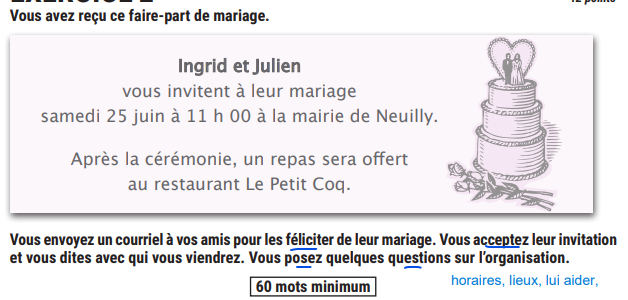 Vous avez reçu ce faire-part de mariage.
Ingrid et Julien
vous invitent à leur mariage
samedi 25 juin à 11 h 00 à la mairie de Neuilly.
Après la cérémonie, un repas sera offert
au restaurant Le Petit Coq.
Vous envoyez un courriel à vos amis pour les féliciter de leur mariage. Vous acceptez leur invitation
et vous dites avec qui vous viendrez. Vous posez quelques questions sur l'organisation.
60 mots minimum
horaires, lieux, lui aider,